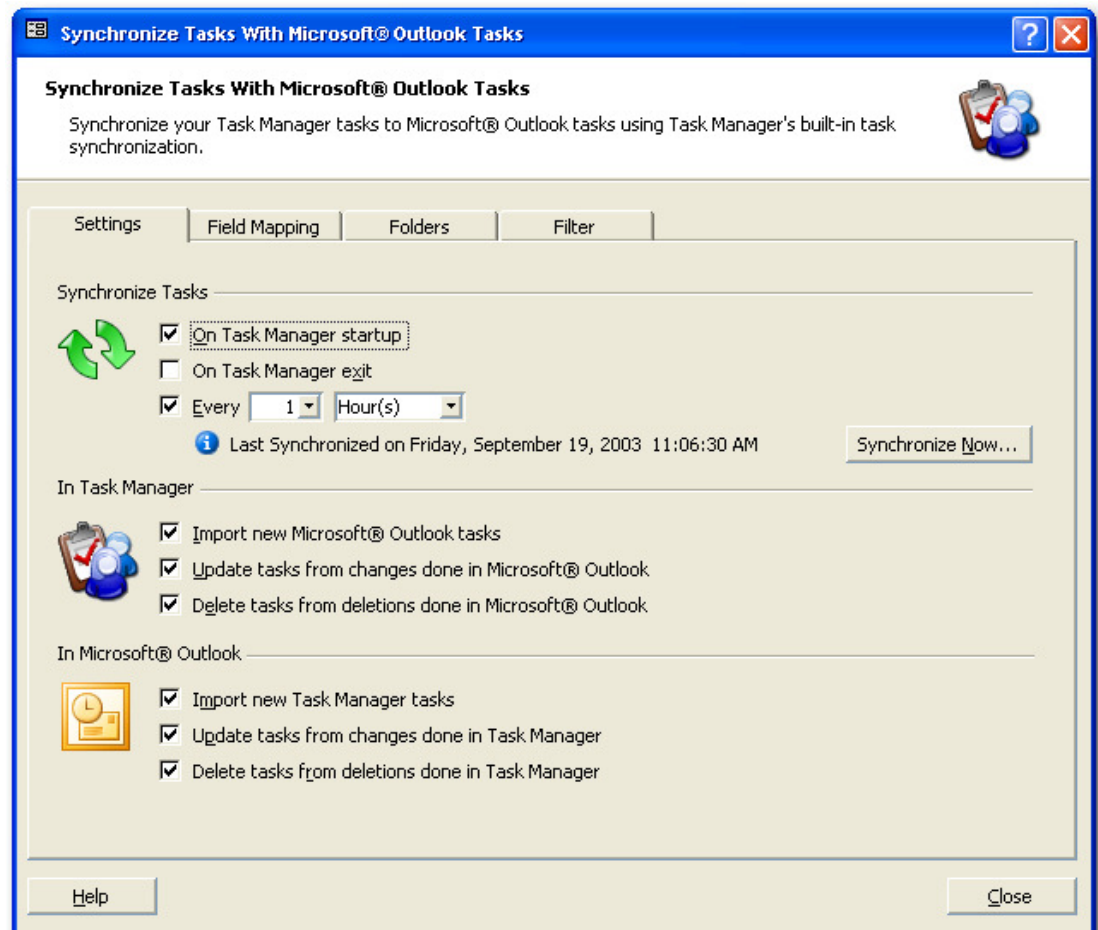 Synchronize Tasks With Microsoft® Outlook Tasks
Synchronize Tasks With Microsoft® Outlook Tasks
Synchronize your Task Manager tasks to Microsoft® Outlook tasks using Task Manager's built-in task
synchronization.
Settings Field Mapping Folders Filter
Synchronize Tasks
On Task Manager startup
On Task Manager exit
Every 1 Hour(s)
Last Synchronized on Friday, September 19, 2003 11:06:30 AM Synchronize Now...
In Task Manager
Import new Microsoft® Outlook tasks
Update tasks from changes done in Microsoft® Outlook
Delete tasks from deletions done in Microsoft® Outlook
In Microsoft® Outlook
Import new Task Manager tasks
Update tasks from changes done in Task Manager
Delete tasks from deletions done in Task Manager
Help Close